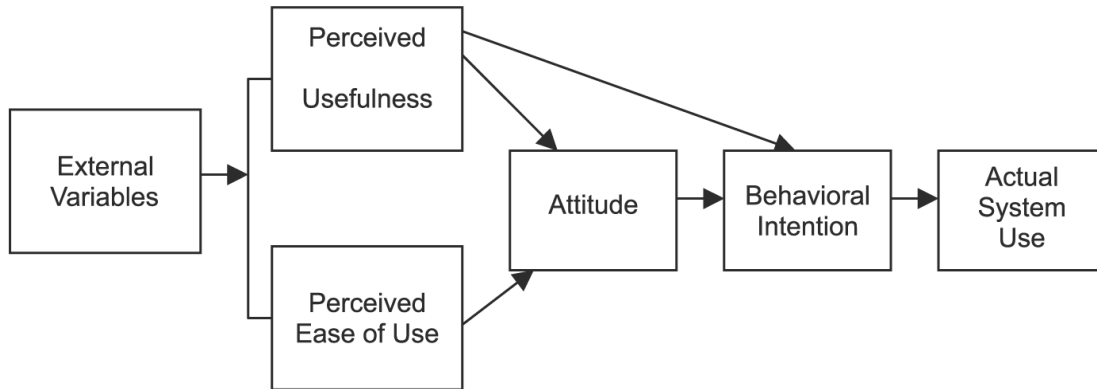 Perceived
Usefulness
External
Variables
Perceived
Ease of Use
Attitude
Behavioral
Intention
Actual
System
Use